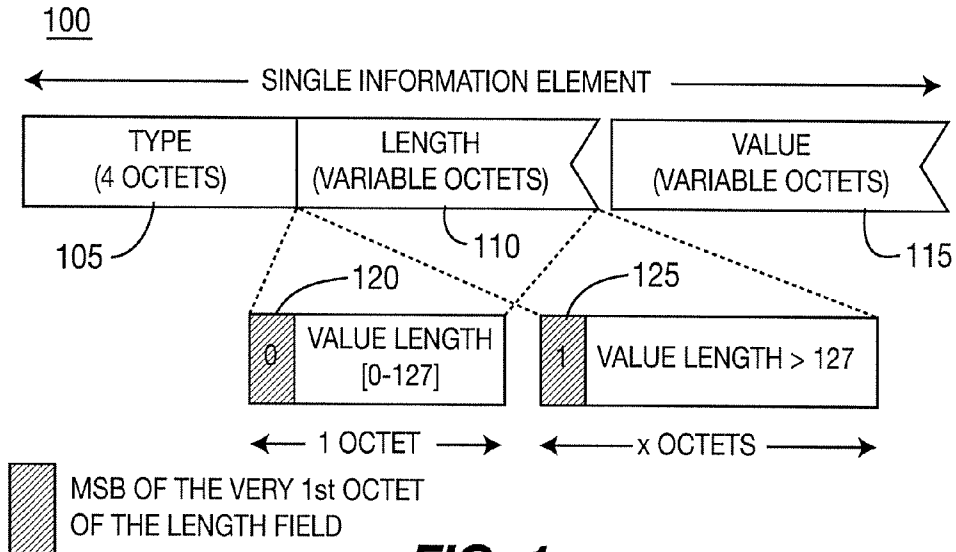 100
SINGLE INFORMATION ELEMENT
TYPE
(4 OCTETS)
LENGTH
(VARIABLE OCTETS)
VALUE
(VARIABLE OCTETS)
105
110
115
120
125
0
VALUE LENGTH
[0-127]
1
VALUE LENGTH > 127
1 OCTET
x OCTETS
MSB OF THE VERY 1st OCTET
OF THE LENGTH FIELD
FIG. 1